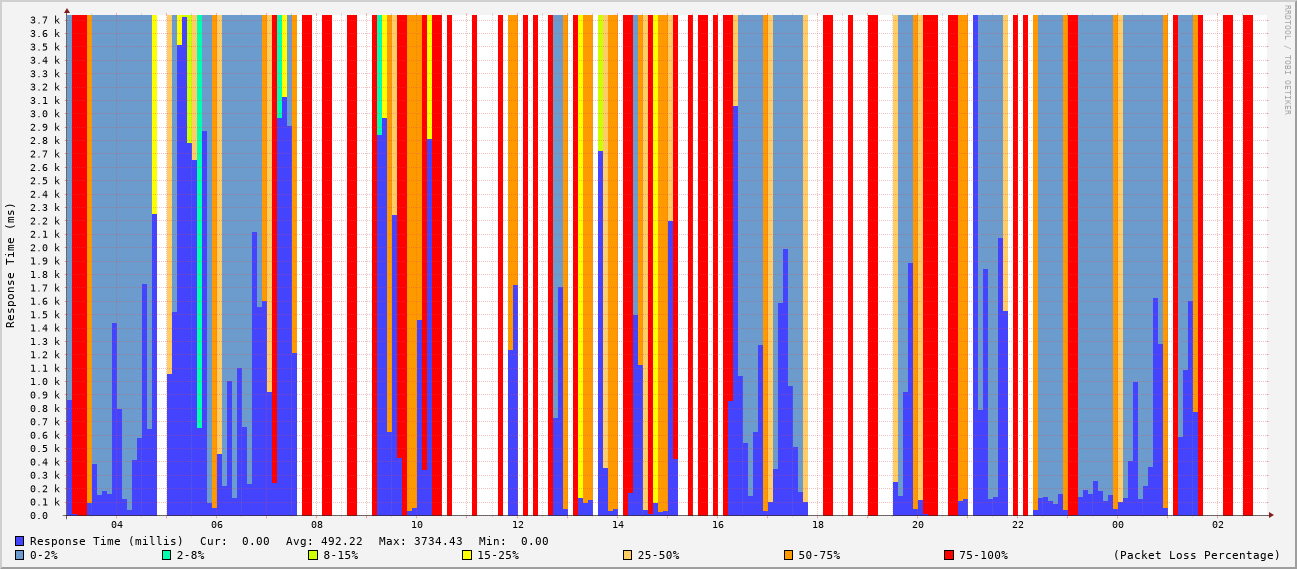 RRDTOOL / TOBI OETIKER
Response Time (ms)
3.7 k
3.6 k
3.5 k
3.4 k
3.3 k
3.2 k
3.1 k
3.0 k
2.9 k
2.8 k
2.7 k
2.6 k
2.5 k
2.4 k
2.3 k
2.2 k
2.1 k
2.0 k
1.9 k
1.8 k
1.7 k
1.6 k
1.5 k
1.4 k
1.3 k
1.2 k
1.1 k
1.0 k
0.9 k
0.8 k
0.7 k
0.6 k
0.5 k
0.4 k
0.3 k
0.2 k
0.1 k
0.0
04 06 08 10 12 14 16 18 20 22 00 02
Response Time (millis) Cur: 0.00 Avg: 492.22 Max: 3734.43 Min: 0.00
0-2% 2-8% 8-15% 15-25% 25-50% 50-75% 75-100% (Packet Loss Percentage)